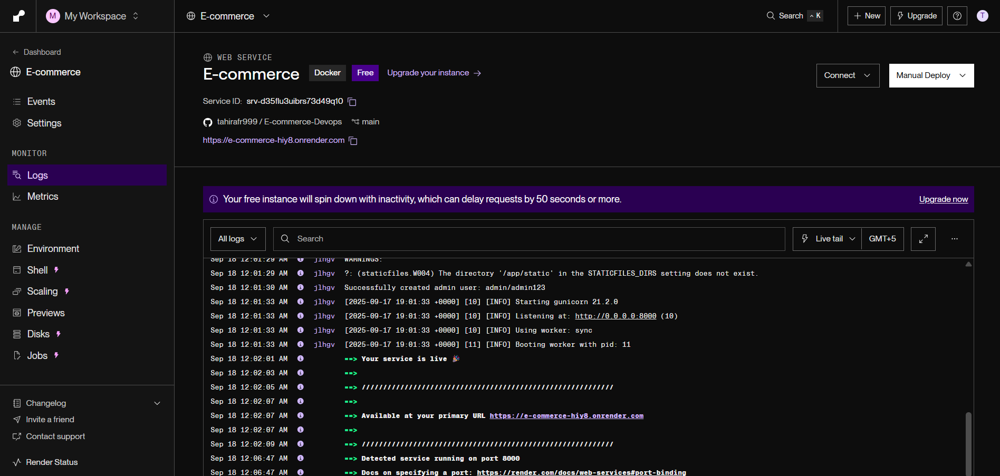 M My Workspace
E-commerce
Search ^ K
+ New
Upgrade
T
← Dashboard
E-commerce
Events
Settings
MONITOR
Logs
Metrics
MANAGE
Environment
Shell
Scaling
Previews
Disks
Jobs
Changelog
Invite a friend
Contact support
Render Status
WEB SERVICE
E-commerce Docker Free Upgrade your instance →
Connect
Manual Deploy
Service ID: srv-d35flu3uibrs73d49q10
tahirafr999 / E-commerce-Devops main
https://e-commerce-hiy8.onrender.com
Your free instance will spin down with inactivity, which can delay requests by 50 seconds or more. Upgrade now
All logs
Search
Live tail
GMT+5
...
Sep 18 12:01:29 AM jlhgv WARNINGS:
Sep 18 12:01:29 AM jlhgv ?: (staticfiles.W004) The directory '/app/static' in the STATICFILES_DIRS setting does not exist.
Sep 18 12:01:30 AM jlhgv Successfully created admin user: admin/admin123
Sep 18 12:01:33 AM jlhgv [2025-09-17 19:01:33 +0000] [10] [INFO] Starting gunicorn 21.2.0
Sep 18 12:01:33 AM jlhgv [2025-09-17 19:01:33 +0000] [10] [INFO] Listening at: http://0.0.0.0:8000 (10)
Sep 18 12:01:33 AM jlhgv [2025-09-17 19:01:33 +0000] [10] [INFO] Using worker: sync
Sep 18 12:01:33 AM jlhgv [2025-09-17 19:01:33 +0000] [11] [INFO] Booting worker with pid: 11
Sep 18 12:02:01 AM ==> Your service is live 🎉
Sep 18 12:02:03 AM ==>
Sep 18 12:02:05 AM ==> ///////////////////////////////////////////////////////////
Sep 18 12:02:07 AM ==>
Sep 18 12:02:07 AM ==> Available at your primary URL https://e-commerce-hiy8.onrender.com
Sep 18 12:02:07 AM ==>
Sep 18 12:02:09 AM ==> ///////////////////////////////////////////////////////////
Sep 18 12:06:47 AM ==> Detected service running on port 8000
Sep 18 12:06:47 AM ==> Docs on specifying a port: https://render.com/docs/web-services#port-binding